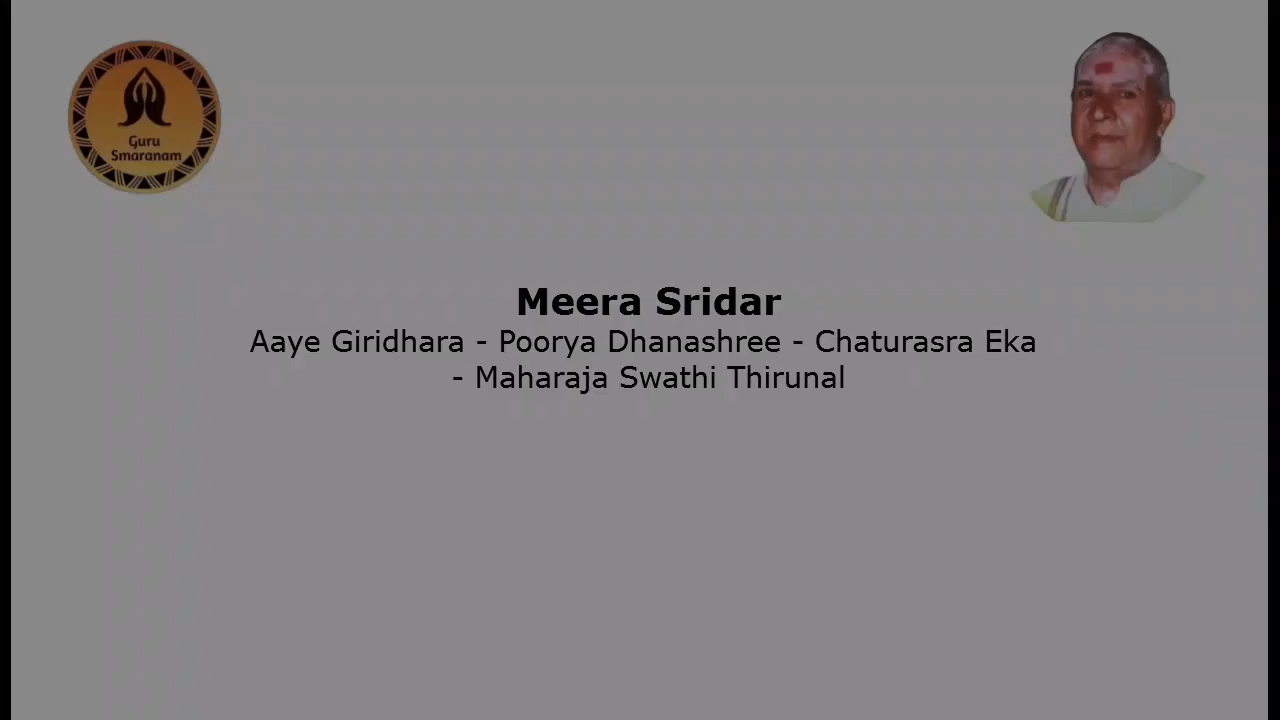 Guru
Smaranam
Meera Sridar
Aaye Giridhara - Poorya Dhanashree - Chaturasra Eka
- Maharaja Swathi Thirunal